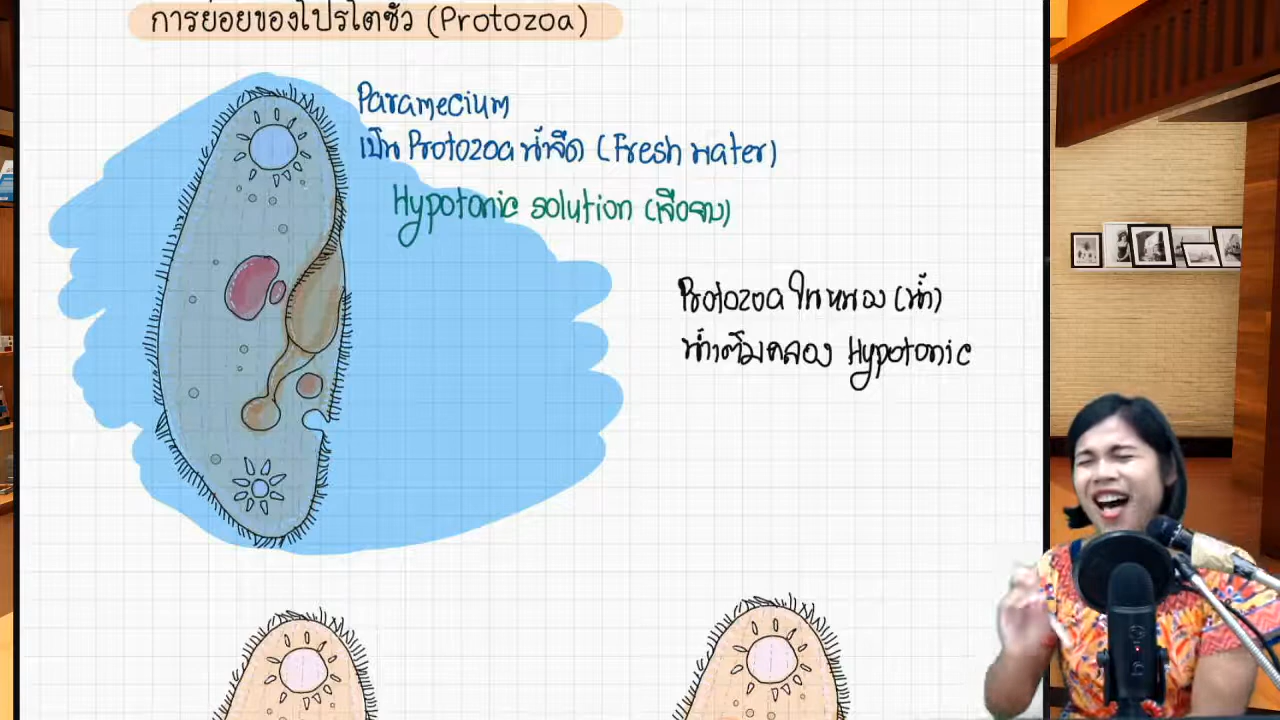 การย่อยของโปรโตซัว (Protozoa)
Paramecium
เป็น Protozoa น้ำจืด (Fresh water)
Hypotonic solution (เจือจาง)
Protozoa ในหนอง (น้ำ)
น้ำเต็มคลอง Hypotonic